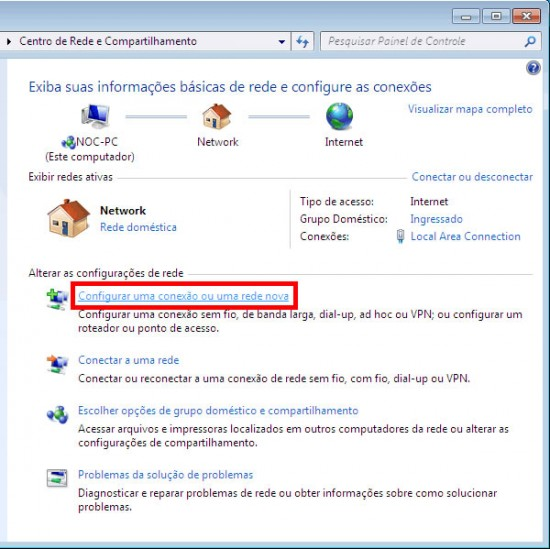 Centro de Rede e Compartilhamento
Pesquisar Painel de Controle
Exiba suas informações básicas de rede e configure as conexões
Visualizar mapa completo
NOC-PC
(Este computador)
Network
Internet
Exibir redes ativas
Conectar ou desconectar
Network
Rede doméstica
Tipo de acesso: Internet
Grupo Doméstico: Ingressado
Conexões: Local Area Connection
Alterar as configurações de rede
Configurar uma conexão ou uma rede nova
Configurar uma conexão sem fio, de banda larga, dial-up, ad hoc ou VPN; ou configurar um
roteador ou ponto de acesso.
Conectar a uma rede
Conectar ou reconectar a uma conexão de rede sem fio, com fio, dial-up ou VPN.
Escolher opções de grupo doméstico e compartilhamento
Acessar arquivos e impressoras localizados em outros computadores da rede ou alterar as
configurações de compartilhamento.
Problemas da solução de problemas
Diagnosticar e reparar problemas de rede ou obter informações sobre como solucionar
problemas.